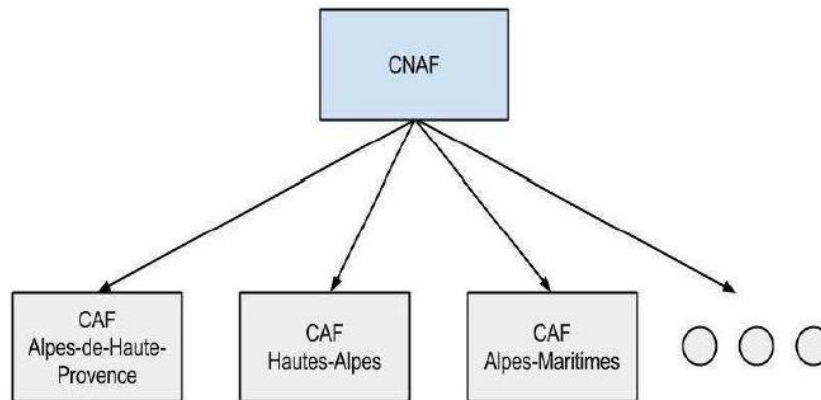 CNAF
CAF
Alpes-de-Haute-
Provence
CAF
Hautes-Alpes
CAF
Alpes-Maritimes